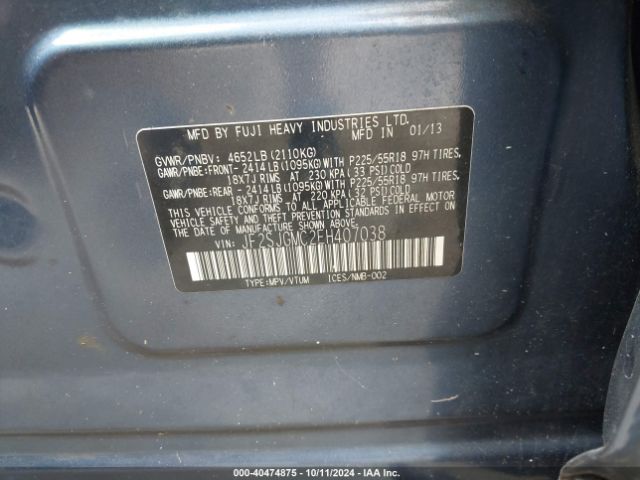 MFD BY FUJI HEAVY INDUSTRIES LTD.
MFD IN 01/13
GVWR/PNBV: 4652LB(2110KG)
GAWR/PNBE:FRONT- 2414LB(1095KG)WITH P225/55R18 97H TIRES,
18X7J RIMS AT 230 KPA( 33 PSI)COLD
GAWR/PNBE:REAR - 2414LB(1095KG)WITH P225/55R18 97H TIRES,
18X7J RIMS AT 220 KPA( 32 PSI)COLD
THIS VEHICLE CONFORMS TO ALL APPLICABLE FEDERAL MOTOR
VEHICLE SAFETY AND THEFT PREVENTION STANDARDS IN EFFECT
ON THE DATE OF MANUFACTURE SHOWN ABOVE.
VIN: JF2SJGMC2EH407038
TYPE:MPV/VTUM ICES/NMB-002
000-40474875 - 10/11/2024 - IAA Inc.